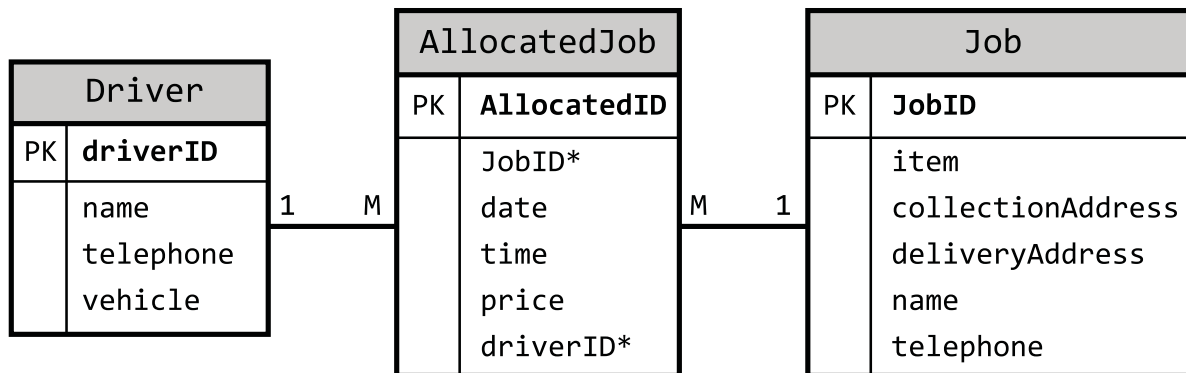 Driver
PK driverID
name
telephone
vehicle
1 M
AllocatedJob
PK AllocatedID
JobID*
date
time
price
driverID*
M 1
Job
PK JobID
item
collectionAddress
deliveryAddress
name
telephone